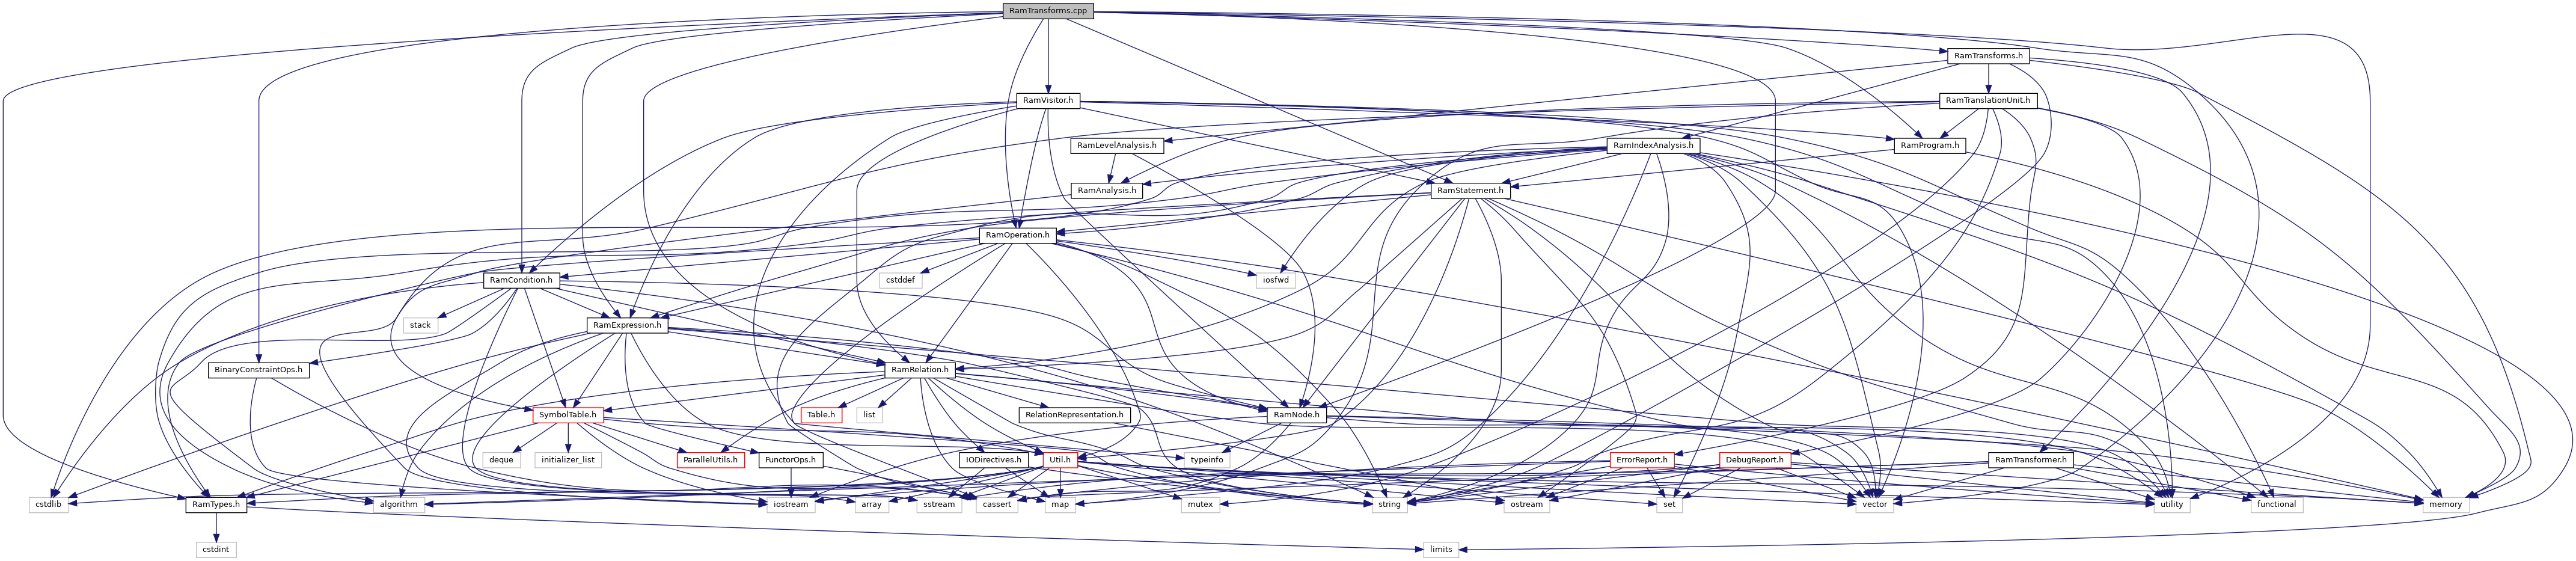 RamTransforms.cpp
RamTransforms.h
RamVisitor.h
RamTranslationUnit.h
RamLevelAnalysis.h
RamIndexAnalysis.h
RamProgram.h
RamAnalysis.h
RamStatement.h
RamOperation.h
RamCondition.h
cstddef
iosfwd
stack
RamExpression.h
BinaryConstraintOps.h
RamRelation.h
SymbolTable.h
Table.h
list
RelationRepresentation.h
RamNode.h
deque
initializer_list
ParallelUtils.h
FunctorOps.h
IODirectives.h
Util.h
typeinfo
ErrorReport.h
DebugReport.h
RamTransformer.h
cstdlib
RamTypes.h
algorithm
iostream
array
sstream
cassert
map
mutex
string
ostream
set
vector
utility
functional
memory
cstdint
limits